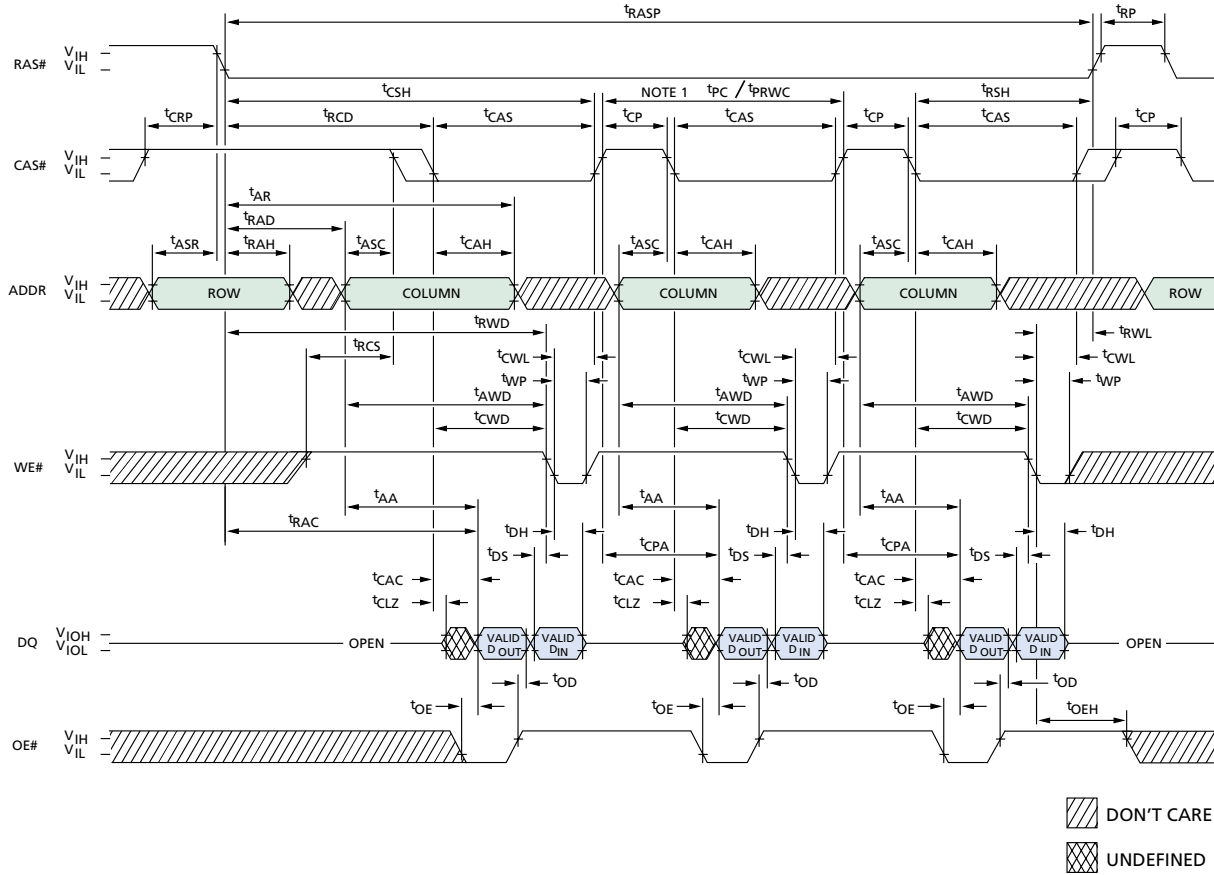 tRASP tRP
RAS# VIH
VIL
tCSH NOTE 1 tPC / tPRWC tRSH
tCRP tRCD tCAS tCP tCAS tCP tCAS tCP
CAS# VIH
VIL
tAR
tRAD
tASR tRAH tASC tCAH tASC tCAH tASC tCAH
ADDR VIH
VIL
ROW COLUMN COLUMN COLUMN ROW
tRWD tRWL
tRCS tCWL tCWL tCWL
tWP tWP tWP
tAWD tAWD tAWD
tCWD tCWD tCWD
WE# VIH
VIL
tAA tAA tAA
tRAC tDH tDH tDH
tDS tCPA tDS tCPA tDS
tCAC tCAC tCAC
tCLZ tCLZ tCLZ
DQ VIOH
VIOL
OPEN VALID DOUT VALID DIN VALID DOUT VALID DIN VALID DOUT VALID DIN OPEN
tOD tOD tOD
tOE tOE tOE tOEH
OE# VIH
VIL
DON'T CARE
UNDEFINED